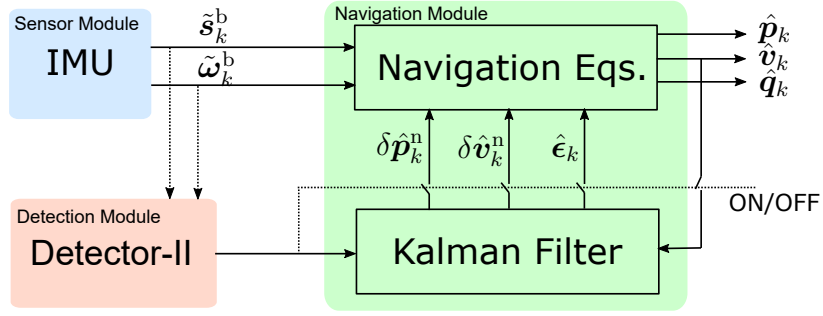 Sensor Module
IMU
s̃ₖᵇ
ω̃ₖᵇ
Navigation Module
Navigation Eqs.
p̂ₖ
v̂ₖ
q̂ₖ
δp̂ₖⁿ
δv̂ₖⁿ
ε̂ₖ
ON/OFF
Detection Module
Detector-II
Kalman Filter